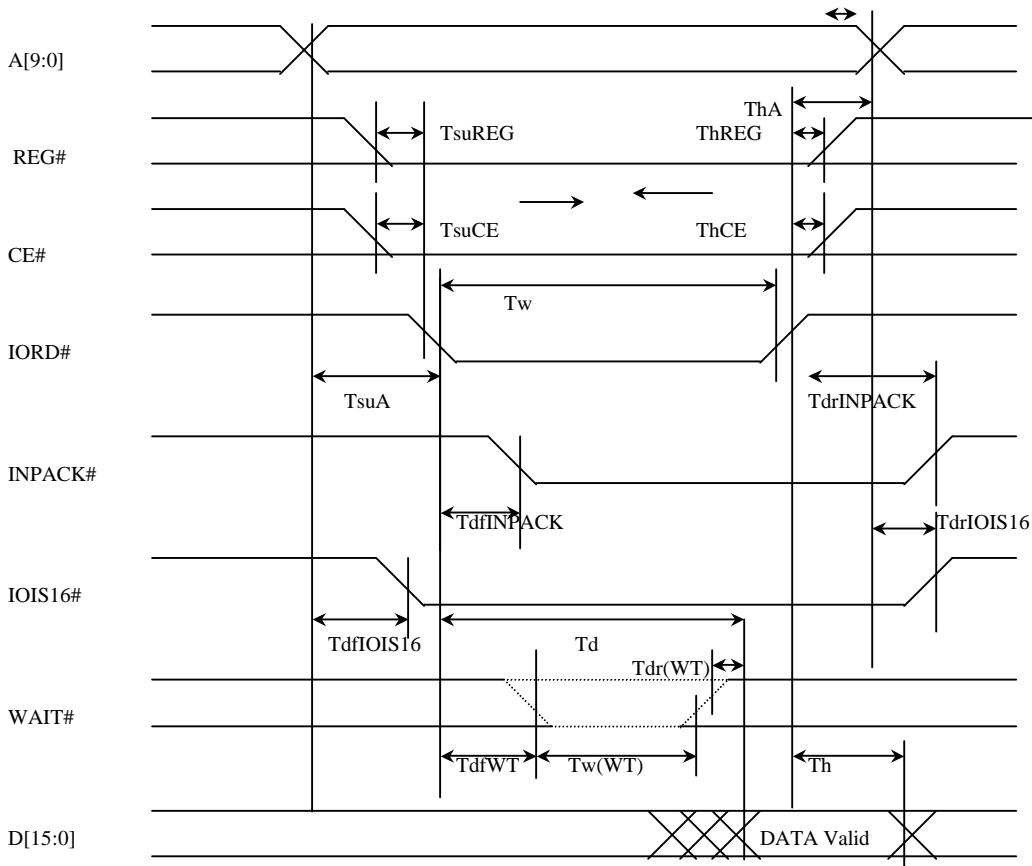 A[9:0]
ThA
TsuREG
ThREG
REG#
TsuCE
ThCE
CE#
Tw
IORD#
TsuA
TdrINPACK
INPACK#
TdfINPACK
TdrIOIS16
IOIS16#
TdfIOIS16
Td
Tdr(WT)
WAIT#
TdfWT
Tw(WT)
Th
D[15:0]
DATA Valid